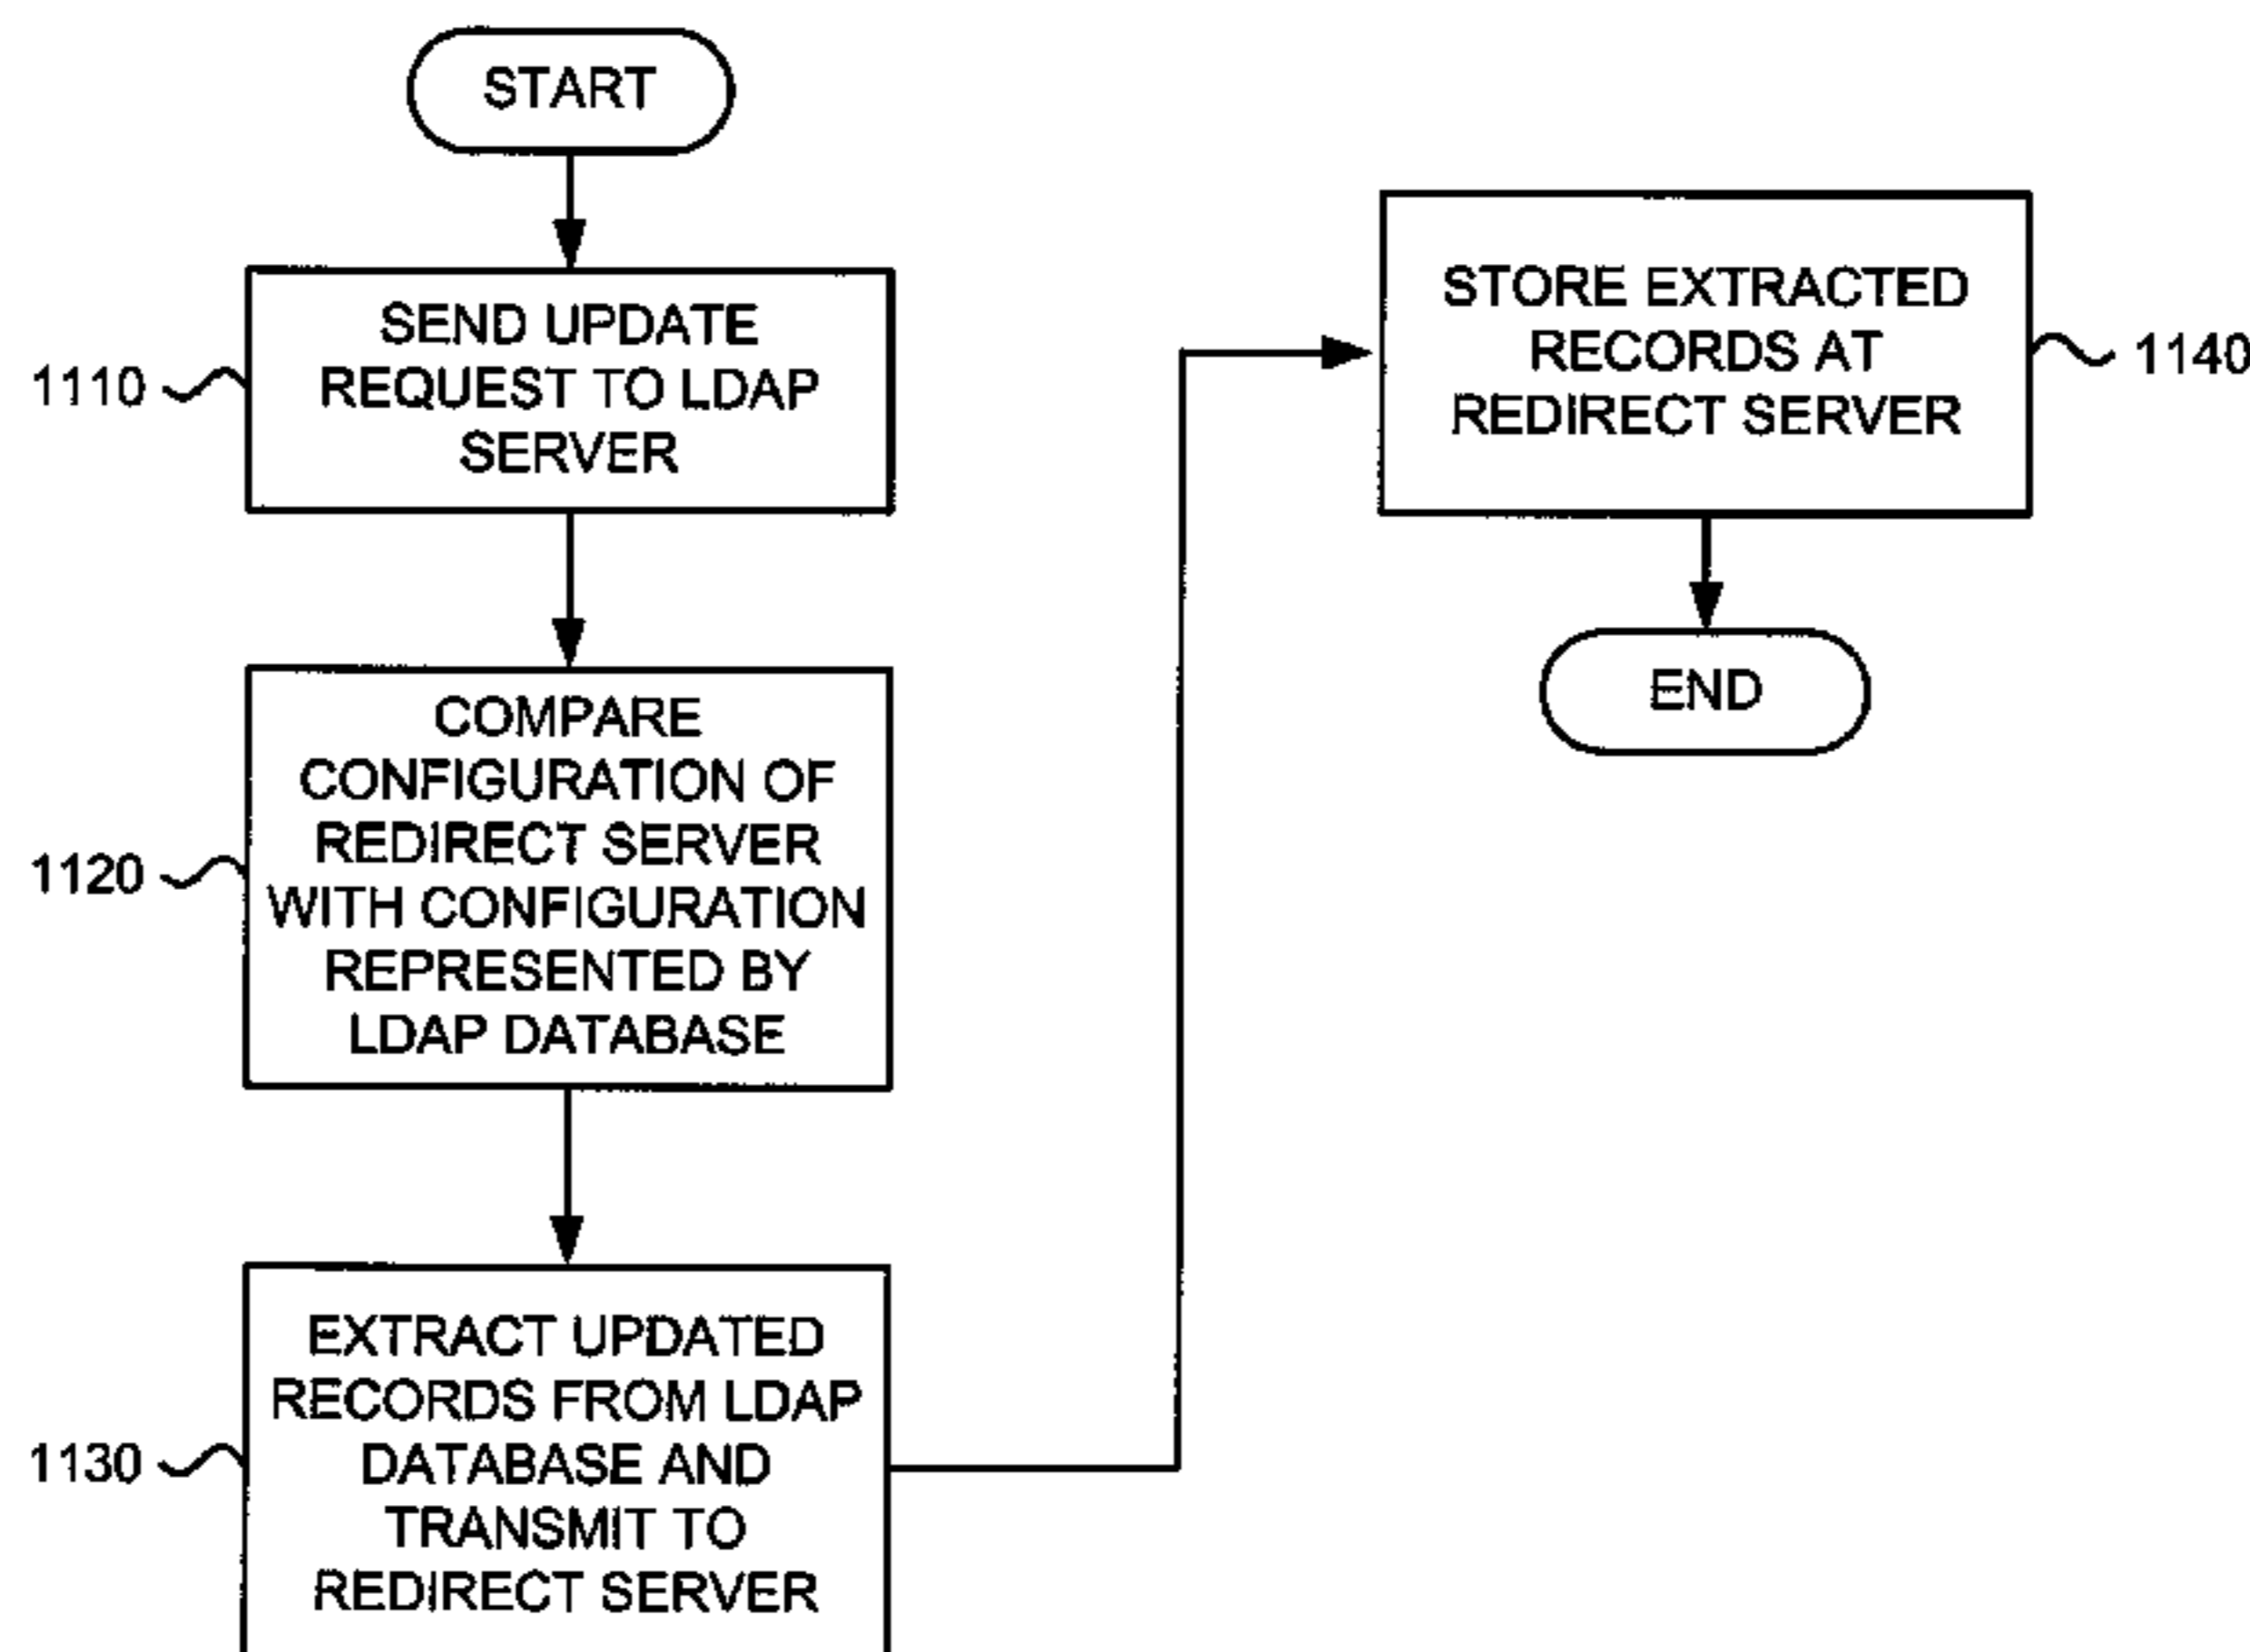 START
SEND UPDATE
REQUEST TO LDAP
SERVER
1110
COMPARE
CONFIGURATION OF
REDIRECT SERVER
WITH CONFIGURATION
REPRESENTED BY
LDAP DATABASE
1120
EXTRACT UPDATED
RECORDS FROM LDAP
DATABASE AND
TRANSMIT TO
REDIRECT SERVER
1130
STORE EXTRACTED
RECORDS AT
REDIRECT SERVER
1140
END